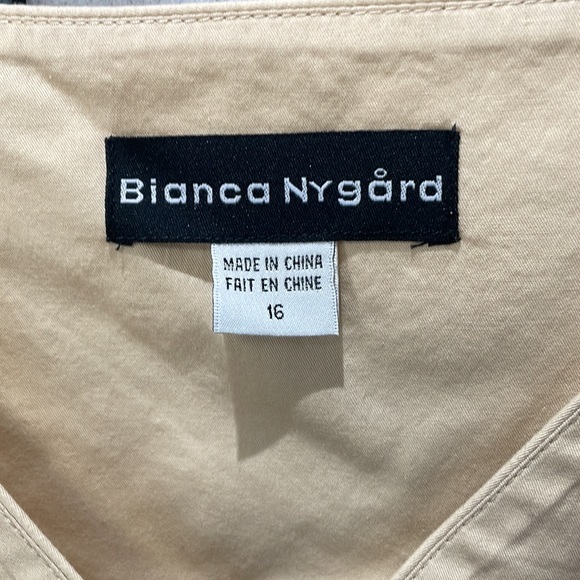 Bianca Nygård
MADE IN CHINA
FAIT EN CHINE
16